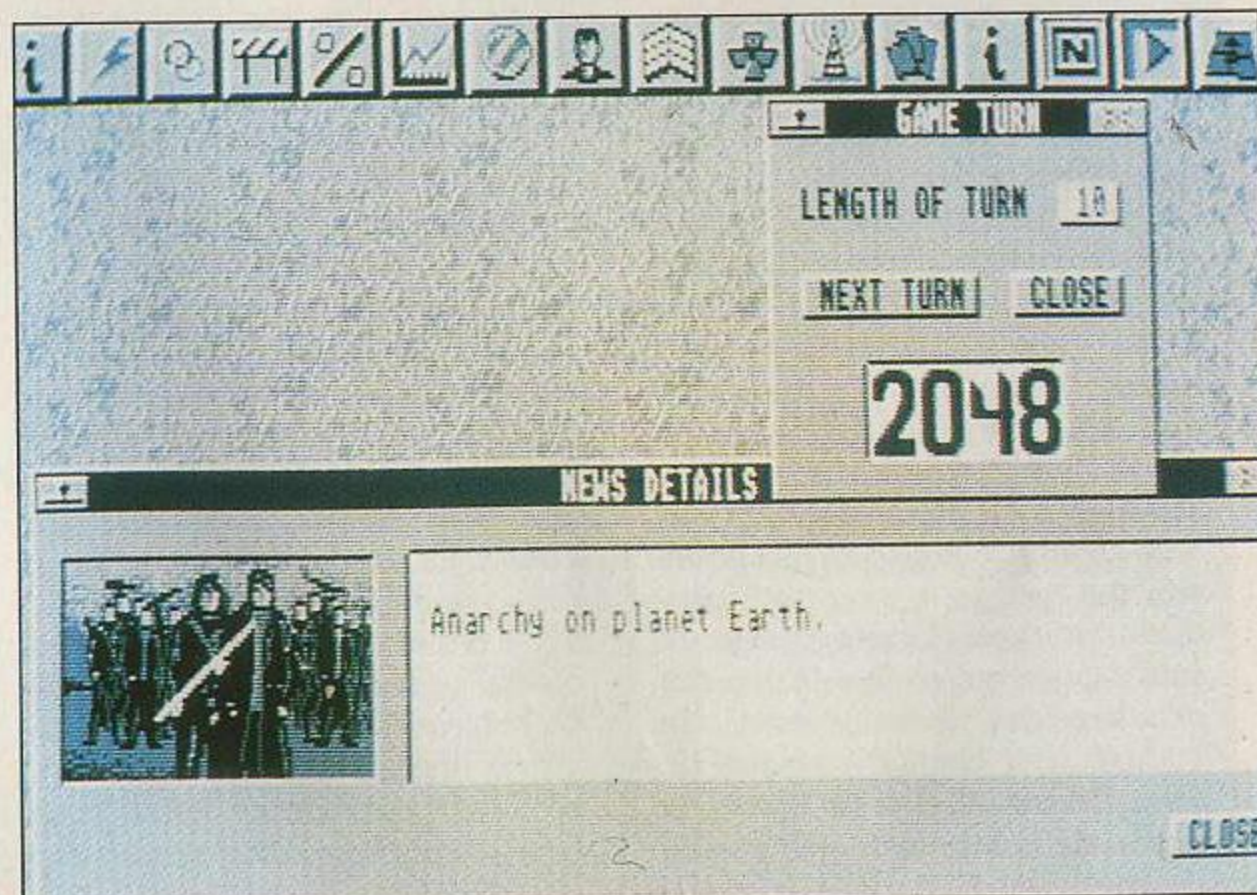 GAME TURN
LENGTH OF TURN 10
NEXT TURN CLOSE
2048
NEWS DETAILS
Anarchy on planet Earth.
CLOSE